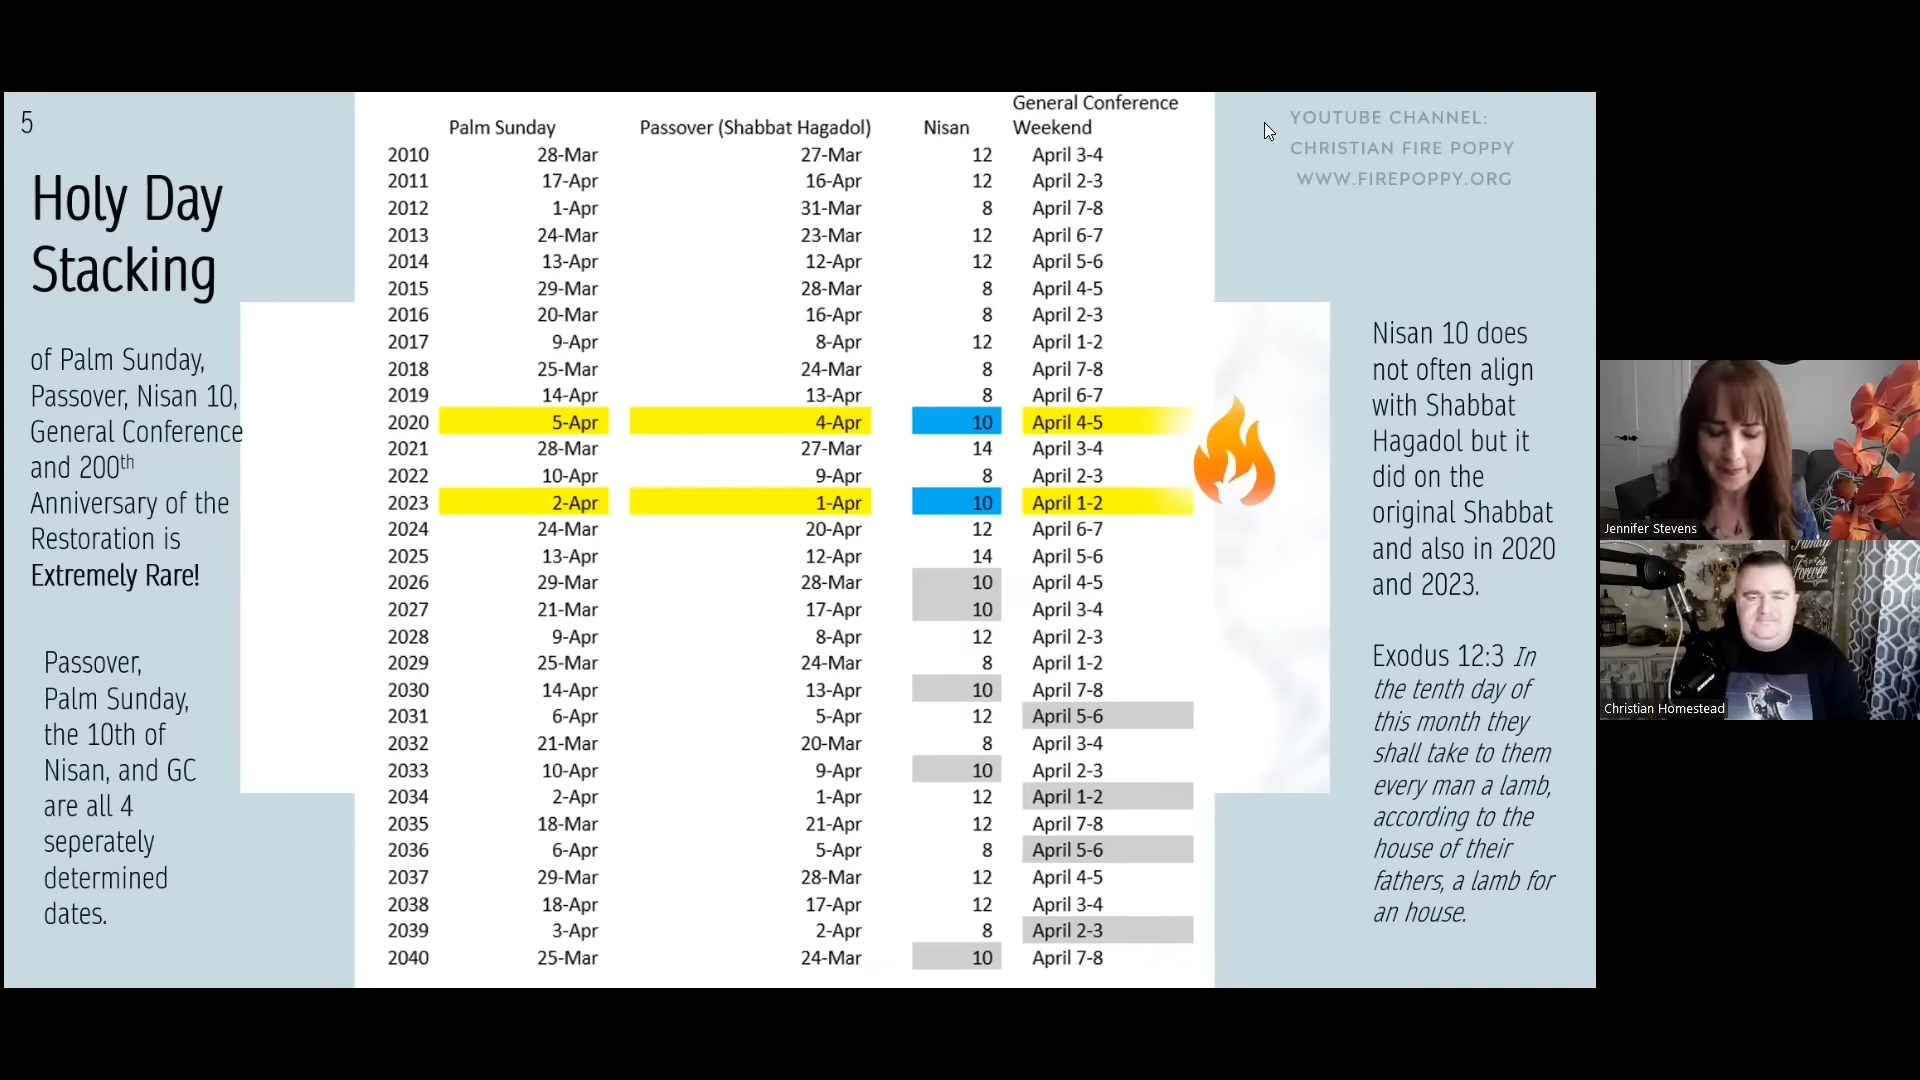 5
Holy Day
Stacking
of Palm Sunday,
Passover, Nisan 10,
General Conference
and 200th
Anniversary of the
Restoration is
Extremely Rare!
Passover,
Palm Sunday,
the 10th of
Nisan, and GC
are all 4
seperately
determined
dates.
General Conference
Palm Sunday Passover (Shabbat Hagadol) Nisan Weekend
2010 28-Mar 27-Mar 12 April 3-4
2011 17-Apr 16-Apr 12 April 2-3
2012 1-Apr 31-Mar 8 April 7-8
2013 24-Mar 23-Mar 12 April 6-7
2014 13-Apr 12-Apr 12 April 5-6
2015 29-Mar 28-Mar 8 April 4-5
2016 20-Mar 16-Apr 8 April 2-3
2017 9-Apr 8-Apr 12 April 1-2
2018 25-Mar 24-Mar 8 April 7-8
2019 14-Apr 13-Apr 8 April 6-7
2020 5-Apr 4-Apr 10 April 4-5
2021 28-Mar 27-Mar 14 April 3-4
2022 10-Apr 9-Apr 8 April 2-3
2023 2-Apr 1-Apr 10 April 1-2
2024 24-Mar 20-Apr 12 April 6-7
2025 13-Apr 12-Apr 14 April 5-6
2026 29-Mar 28-Mar 10 April 4-5
2027 21-Mar 17-Apr 10 April 3-4
2028 9-Apr 8-Apr 12 April 2-3
2029 25-Mar 24-Mar 8 April 1-2
2030 14-Apr 13-Apr 10 April 7-8
2031 6-Apr 5-Apr 12 April 5-6
2032 21-Mar 20-Mar 8 April 3-4
2033 10-Apr 9-Apr 10 April 2-3
2034 2-Apr 1-Apr 12 April 1-2
2035 18-Mar 21-Apr 12 April 7-8
2036 6-Apr 5-Apr 8 April 5-6
2037 29-Mar 28-Mar 12 April 4-5
2038 18-Apr 17-Apr 12 April 3-4
2039 3-Apr 2-Apr 8 April 2-3
2040 25-Mar 24-Mar 10 April 7-8
YOUTUBE CHANNEL:
CHRISTIAN FIRE POPPY
WWW.FIREPOPPY.ORG
Nisan 10 does
not often align
with Shabbat
Hagadol but it
did on the
original Shabbat
and also in 2020
and 2023.
Exodus 12:3 In
the tenth day of
this month they
shall take to them
every man a lamb,
according to the
house of their
fathers, a lamb for
an house.
Jennifer Stevens
Family
is
Forever
Christian Homestead